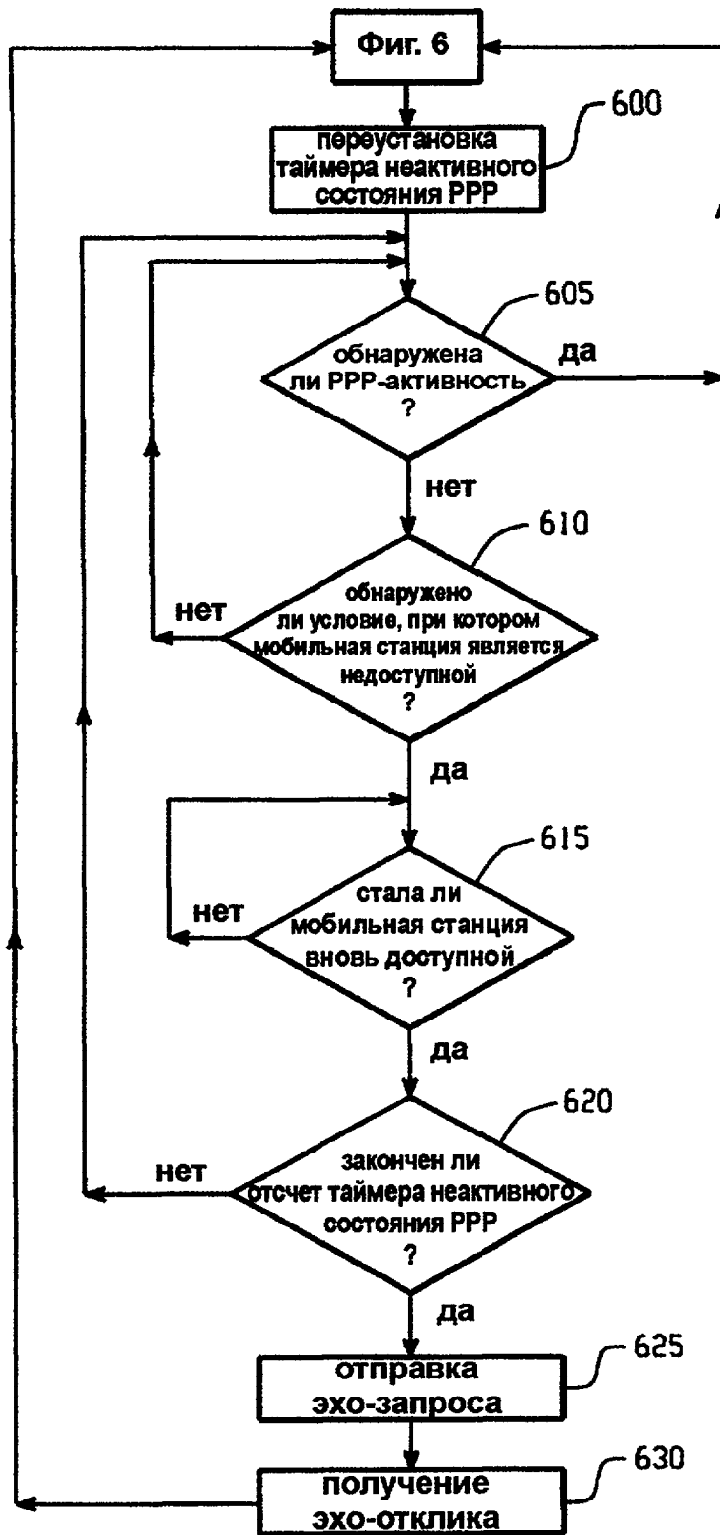 Фиг. 6
600
переустановка
таймера неактивного
состояния PPP
605
обнаружена
ли PPP-активность
?
да
нет
610
обнаружено
ли условие, при котором
мобильная станция является
недоступной
?
нет
да
615
стала ли
мобильная станция
вновь доступной
?
нет
да
620
закончен ли
отсчет таймера неактивного
состояния PPP
?
нет
да
625
отправка
эхо-запроса
630
получение
эхо-отклика